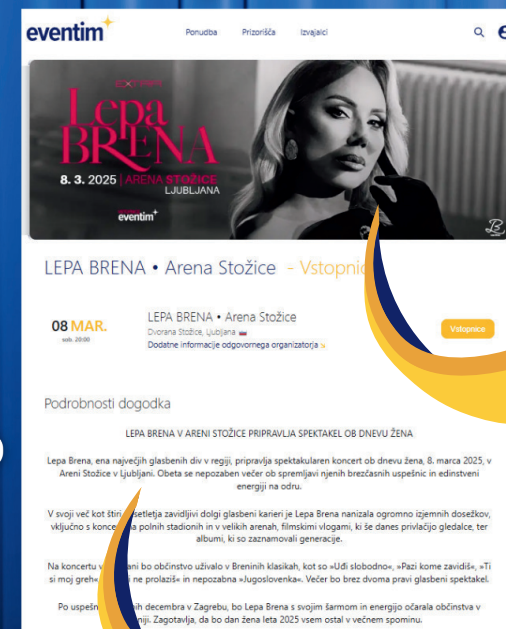 eventim
Ponudba Prizorišča Izvajalci
Lepa
BRENA
8. 3. 2025 | ARENA STOŽICE
LJUBLJANA
eventim
LEPA BRENA • Arena Stožice - Vstopnic
08 MAR.
sob. 20:00
LEPA BRENA • Arena Stožice
Dvorana Stožice, Ljubljana
Dodatne informacije odgovornega organizatorja
Vstopnice
Podrobnosti dogodka
LEPA BRENA V ARENI STOŽICE PRIPRAVLJA SPEKTAKEL OB DNEVU ŽENA
Lepa Brena, ena največjih glasbenih div v regiji, pripravlja spektakularen koncert ob dnevu žena, 8. marca 2025, v
Areni Stožice v Ljubljani. Obeta se nepozaben večer ob spremljavi njenih brezčasnih uspešnic in edinstveni
energiji na odru.
V svoji več kot štiri setletja zavidljivi dolgi glasbeni karieri je Lepa Brena nanizala ogromno izjemnih dosežkov,
vključno s konce na polnih stadionih in v velikih arenah, filmskimi vlogami, ki še danes privlačijo gledalce, ter
albumi, ki so zaznamovali generacije.
Na koncertu v ani bo občinstvo uživalo v Breninih klasikah, kot so »Uđi slobodno«, »Pazi kome zavidiš«, »Ti
si moj greh« ne prolaziš« in nepozabna »Jugoslovenka«. Večer bo brez dvoma pravi glasbeni spektakel.
Po uspešn nih decembra v Zagrebu, bo Lepa Brena s svojim šarmom in energijo očarala občinstva v
niji. Zagotavlja, da bo dan žena leta 2025 vsem ostal v večnem spominu.